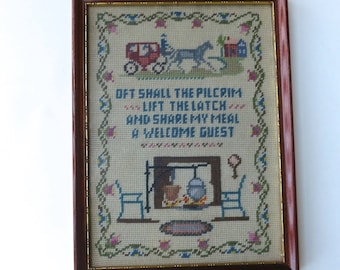 OFT SHALL THE PILGRIM
LIFT THE LATCH
AND SHARE MY MEAL
A WELCOME GUEST